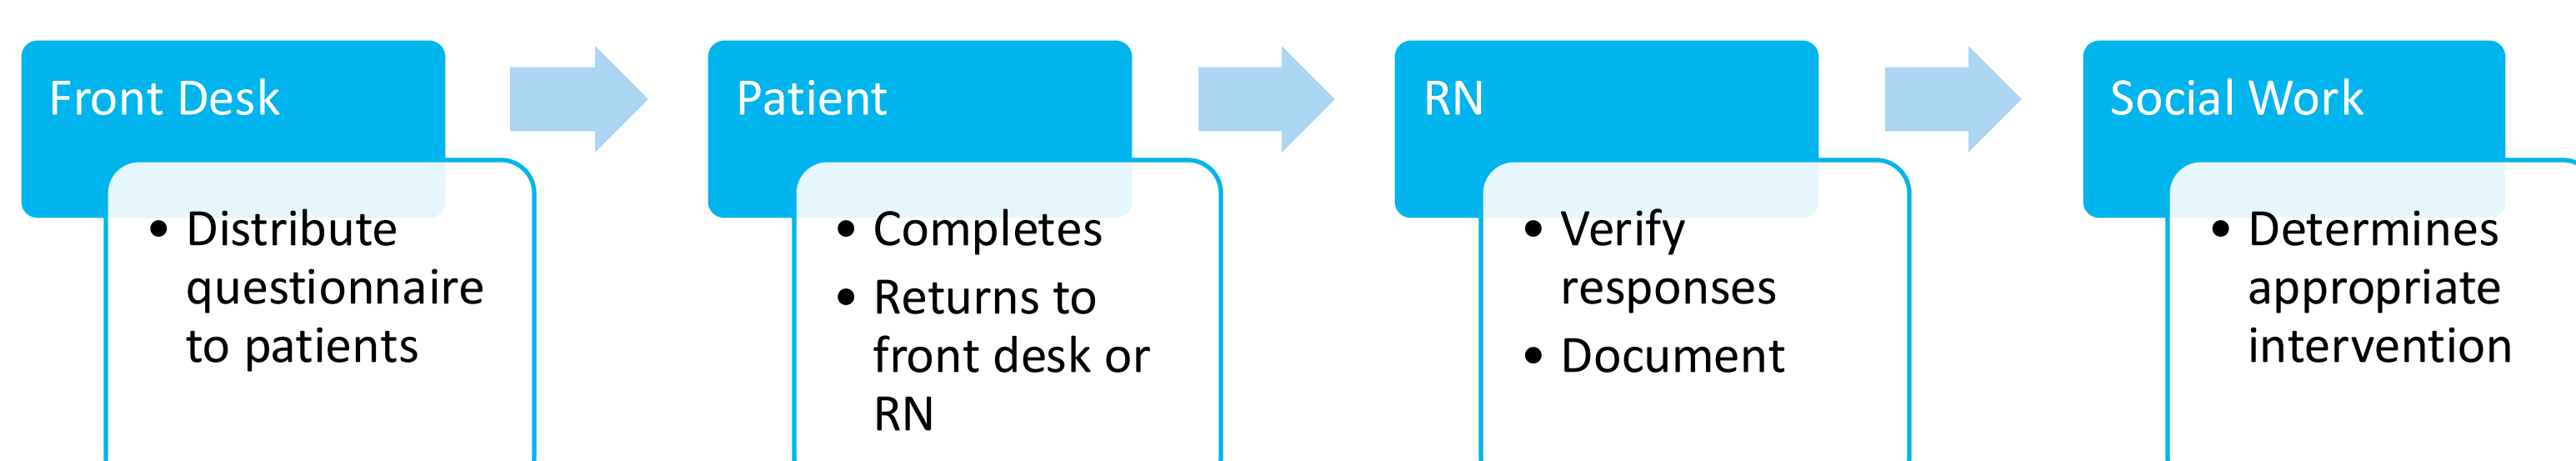 Front Desk
• Distribute
questionnaire
to patients
Patient
• Completes
• Returns to
front desk or
RN
RN
• Verify
responses
• Document
Social Work
• Determines
appropriate
intervention